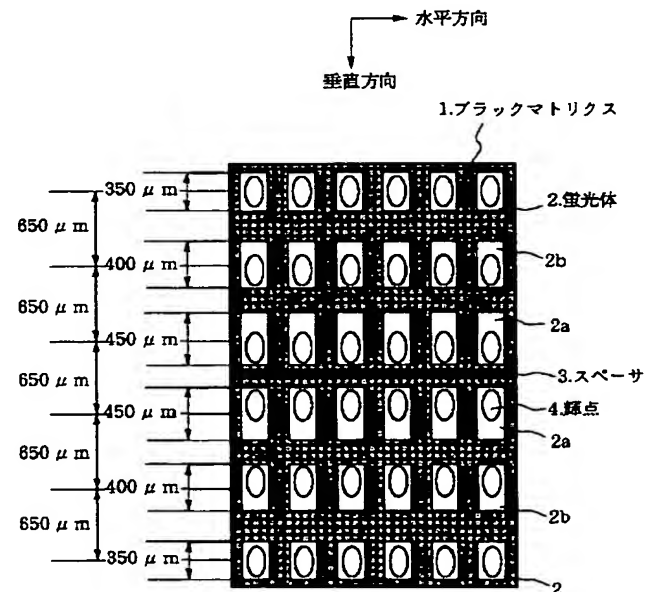 水平方向
垂直方向
1.ブラックマトリクス
350 μm
2.蛍光体
650 μm
400 μm
2b
650 μm
2a
450 μm
3.スペーサ
650 μm
450 μm
4.輝点
2a
650 μm
400 μm
2b
650 μm
350 μm
2